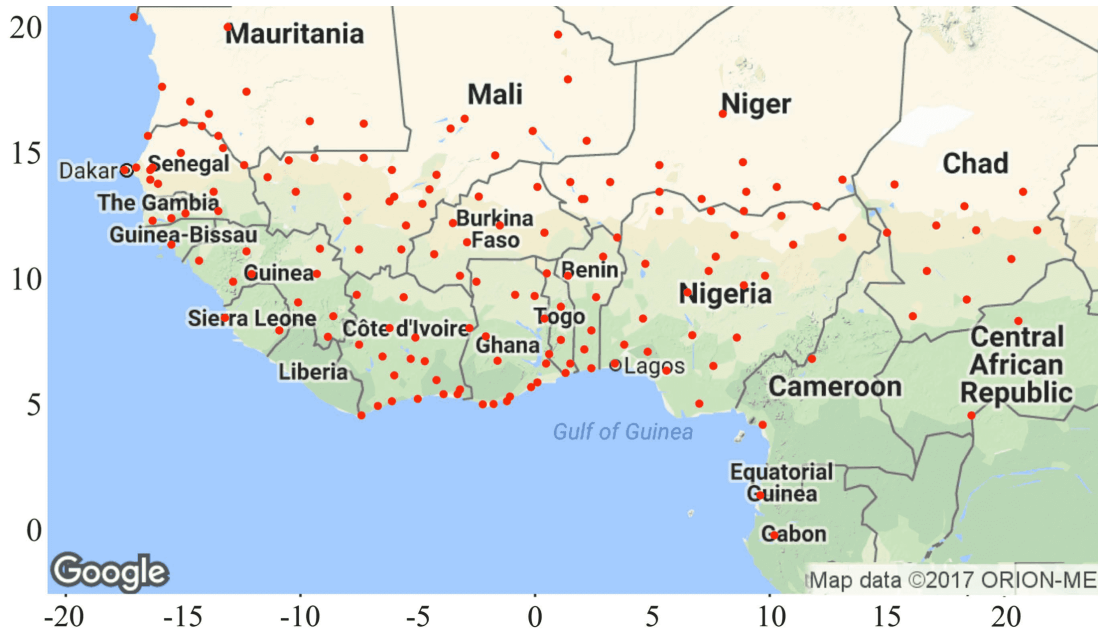 20
15
10
5
0
Mauritania
Mali
Niger
Chad
Dakar
Senegal
The Gambia
Guinea-Bissau
Guinea
Sierra Leone
Liberia
Burkina
Faso
Côte d'Ivoire
Ghana
Togo
Benin
Nigeria
Lagos
Cameroon
Central
African
Republic
Gulf of Guinea
Equatorial
Guinea
Gabon
Google
Map data ©2017 ORION-ME
-20 -15 -10 -5 0 5 10 15 20